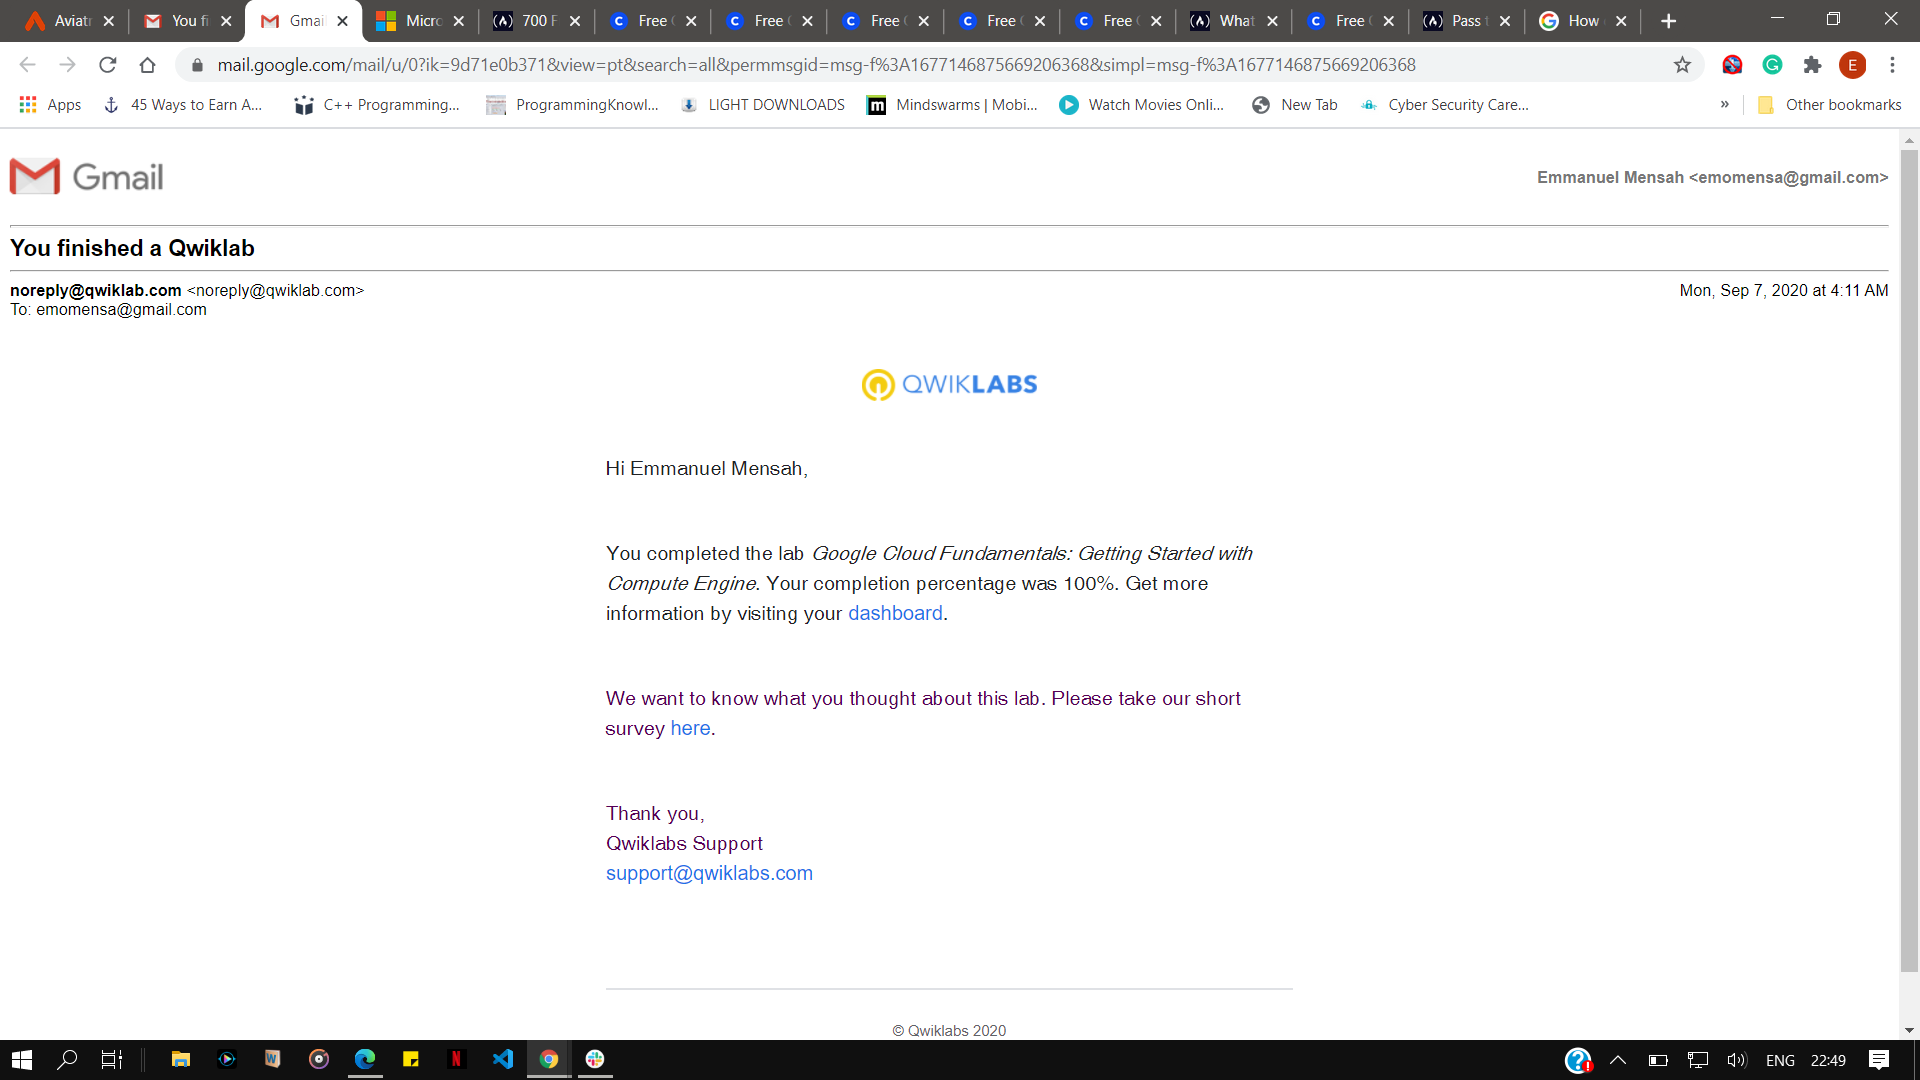 Aviatr
You fi
Gmai
Micro
700 F
Free
Free
Free
Free
Free
What
Free
Pass t
How
mail.google.com/mail/u/0?ik=9d71e0b371&view=pt&search=all&permmsgid=msg-f%3A1677146875669206368&simpl=msg-f%3A1677146875669206368
E
Apps
45 Ways to Earn A...
C++ Programming...
ProgrammingKnowl...
LIGHT DOWNLOADS
Mindswarms | Mobi...
Watch Movies Onli...
New Tab
Cyber Security Care...
»
Other bookmarks
Gmail
Emmanuel Mensah <emomensa@gmail.com>
You finished a Qwiklab
noreply@qwiklab.com <noreply@qwiklab.com>
Mon, Sep 7, 2020 at 4:11 AM
To: emomensa@gmail.com
QWIKLABS
Hi Emmanuel Mensah,
You completed the lab Google Cloud Fundamentals: Getting Started with
Compute Engine. Your completion percentage was 100%. Get more
information by visiting your dashboard.
We want to know what you thought about this lab. Please take our short
survey here.
Thank you,
Qwiklabs Support
support@qwiklabs.com
© Qwiklabs 2020
ENG
22:49